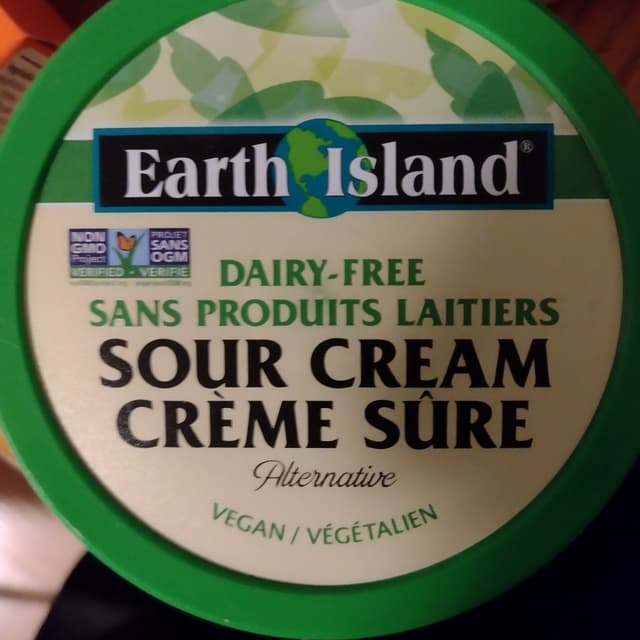 Earth Island®
NON
GMO
Project
VERIFIED
PROJET
SANS
OGM
VÉRIFIÉ
DAIRY-FREE
SANS PRODUITS LAITIERS
SOUR CREAM
CRÈME SÛRE
Alternative
VEGAN / VÉGÉTALIEN